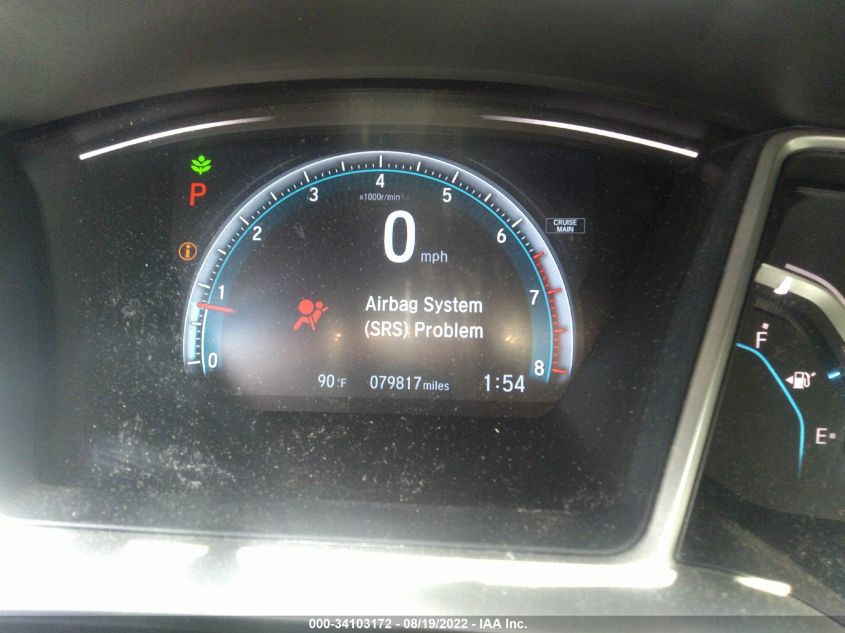 P
4
3
5
x1000r/min
2
6
0 mph
CRUISE
MAIN
1
7
Airbag System
(SRS) Problem
0
8
90°F 079817 miles 1:54
F
E
000-34103172 - 08/19/2022 - IAA Inc.